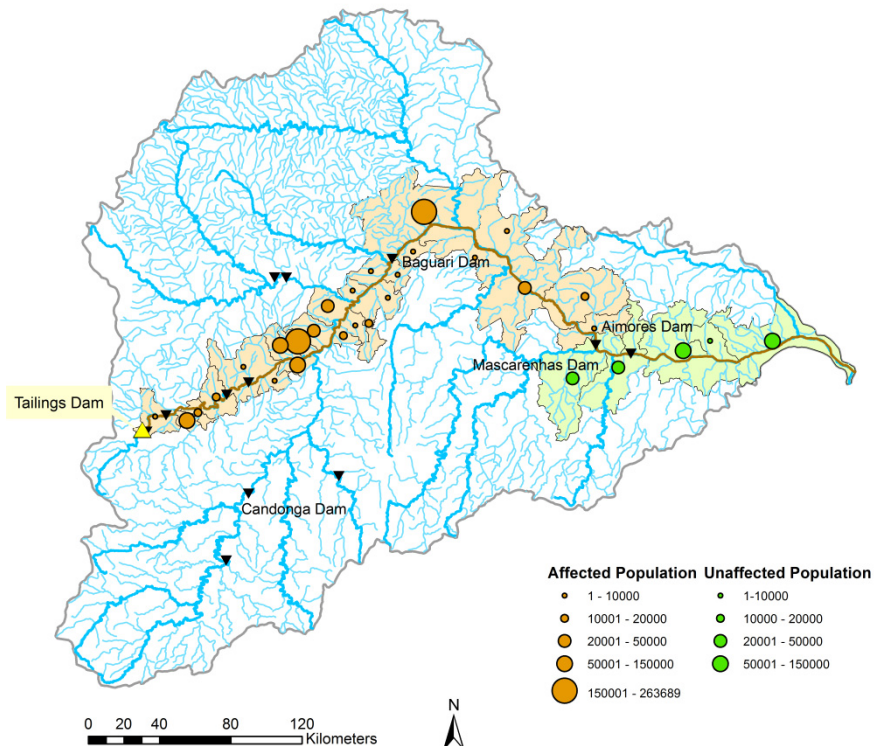 Baguari Dam
Aimores Dam
Mascarenhas Dam
Tailings Dam
Candonga Dam
Affected Population Unaffected Population
1 - 10000 1-10000
10001 - 20000 10000 - 20000
20001 - 50000 20001 - 50000
50001 - 150000 50001 - 150000
150001 - 263689
N
0 20 40 80 120
Kilometers